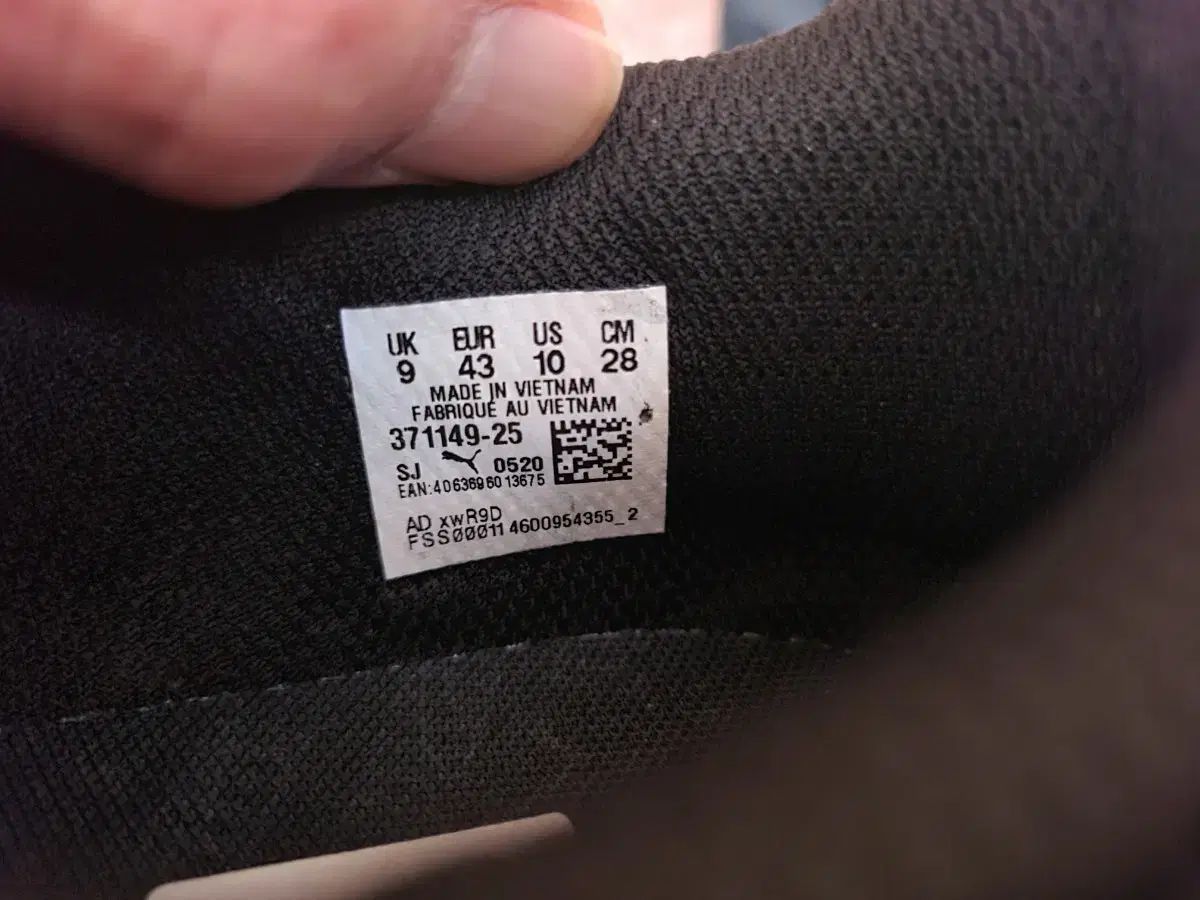 UK EUR US CM
9 43 10 28
MADE IN VIETNAM
FABRIQUÉ AU VIETNAM
371149-25
SJ 0520
EAN:4063696013675
AD xwR9D
FSS00011 4600954355_2